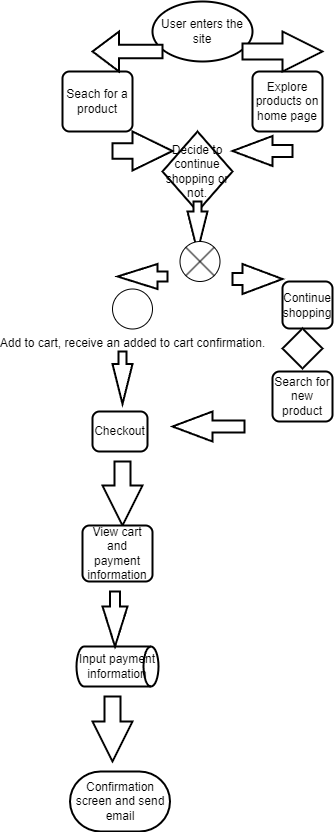 User enters the
site
Seach for a
product
Explore
products on
home page
Decide to
continue
shopping or
not.
Continue
shopping
Add to cart, receive an added to cart confirmation.
Search for
new
product
Checkout
View cart
and
payment
information
Input payment
information
Confirmation
screen and send
email